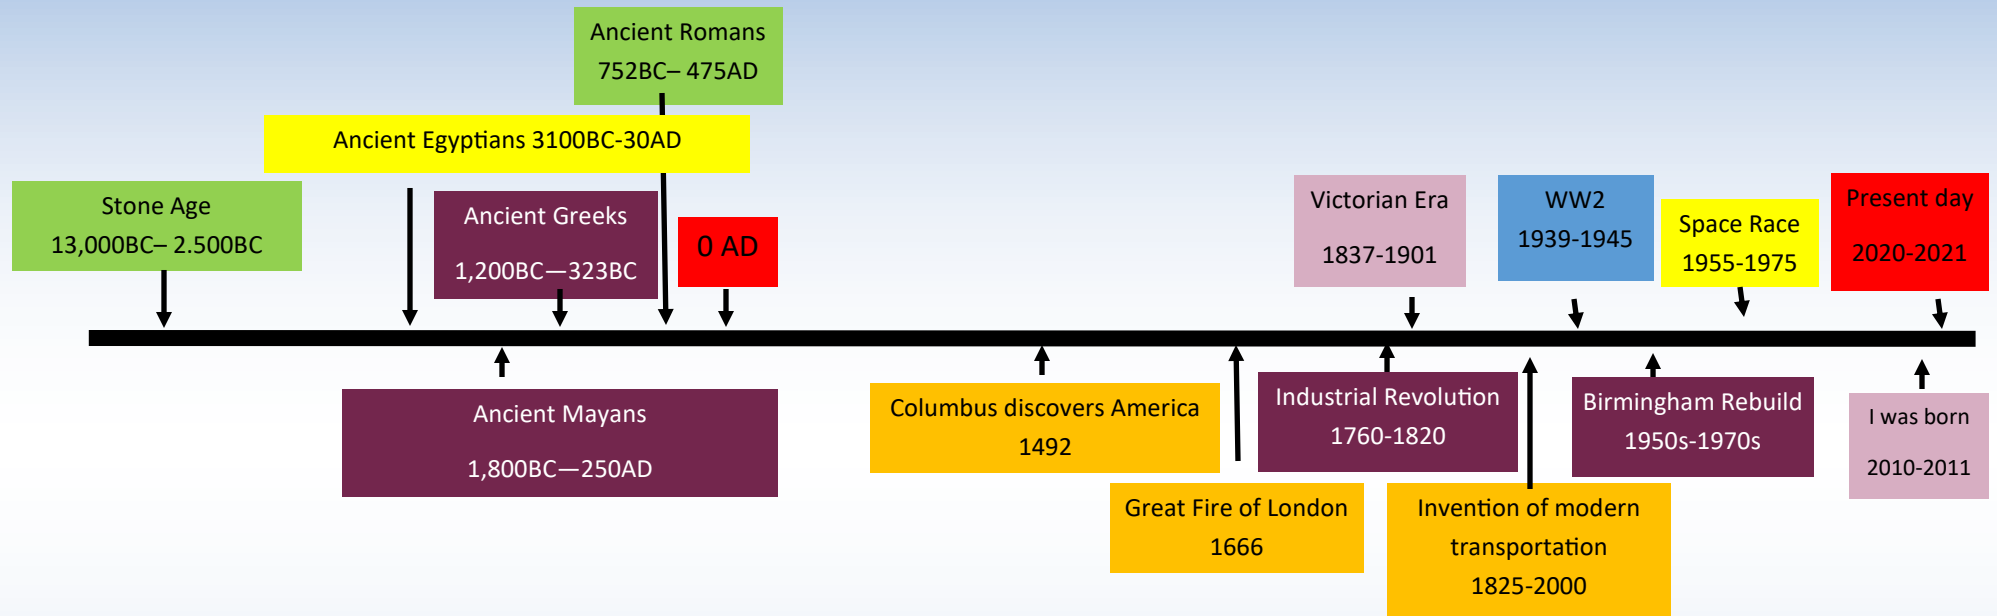 Ancient Romans
752BC– 475AD
Ancient Egyptians 3100BC-30AD
Stone Age
13,000BC– 2.500BC
Ancient Greeks
1,200BC—323BC
0 AD
Victorian Era
1837-1901
WW2
1939-1945
Space Race
1955-1975
Present day
2020-2021
Ancient Mayans
1,800BC—250AD
Columbus discovers America
1492
Great Fire of London
1666
Industrial Revolution
1760-1820
Invention of modern
transportation
1825-2000
Birmingham Rebuild
1950s-1970s
I was born
2010-2011